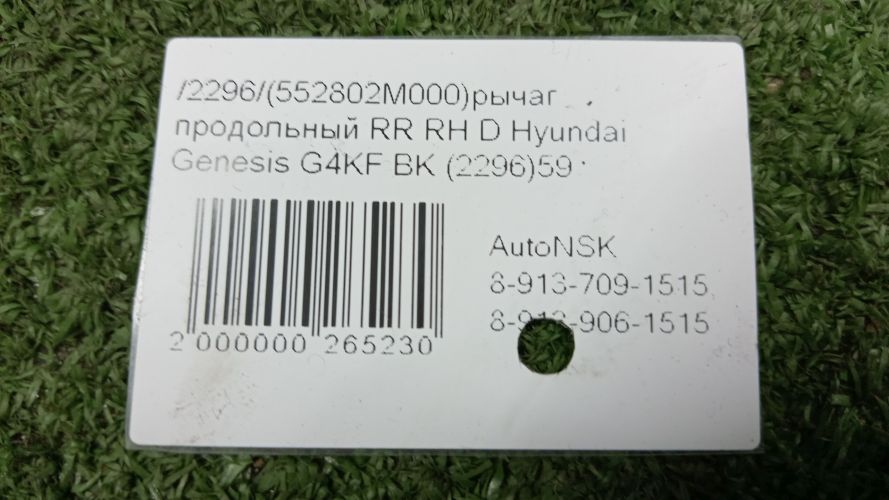 /2296/(552802M000)рычаг
продольный RR RH D Hyundai
Genesis G4KF BK (2296)59
AutoNSK
8-913-709-1515
8-913-906-1515
2 000000 265230